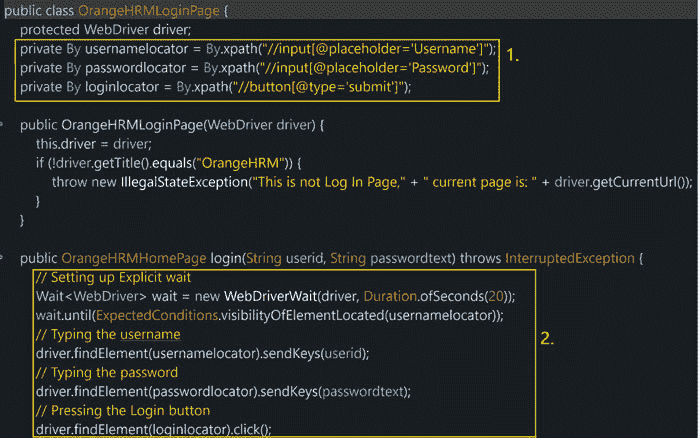 public class OrangeHRMLoginPage {
protected WebDriver driver;
private By usernamelocator = By.xpath("//input[@placeholder='Username']");
private By passwordlocator = By.xpath("//input[@placeholder='Password']");
private By loginlocator = By.xpath("//button[@type='submit']");
1.
public OrangeHRMLoginPage(WebDriver driver) {
this.driver = driver;
if (!driver.getTitle().equals("OrangeHRM")) {
throw new IllegalStateException("This is not Log In Page," + " current page is: " + driver.getCurrentUrl());
}
}
public OrangeHRMHomePage login(String userid, String passwordtext) throws InterruptedException {
// Setting up Explicit wait
Wait<WebDriver> wait = new WebDriverWait(driver, Duration.ofSeconds(20));
wait.until(ExpectedConditions.visibilityOfElementLocated(usernamelocator));
// Typing the username
driver.findElement(usernamelocator).sendKeys(userid);
// Typing the password
driver.findElement(passwordlocator).sendKeys(passwordtext);
// Pressing the Login button
driver.findElement(loginlocator).click();
2.